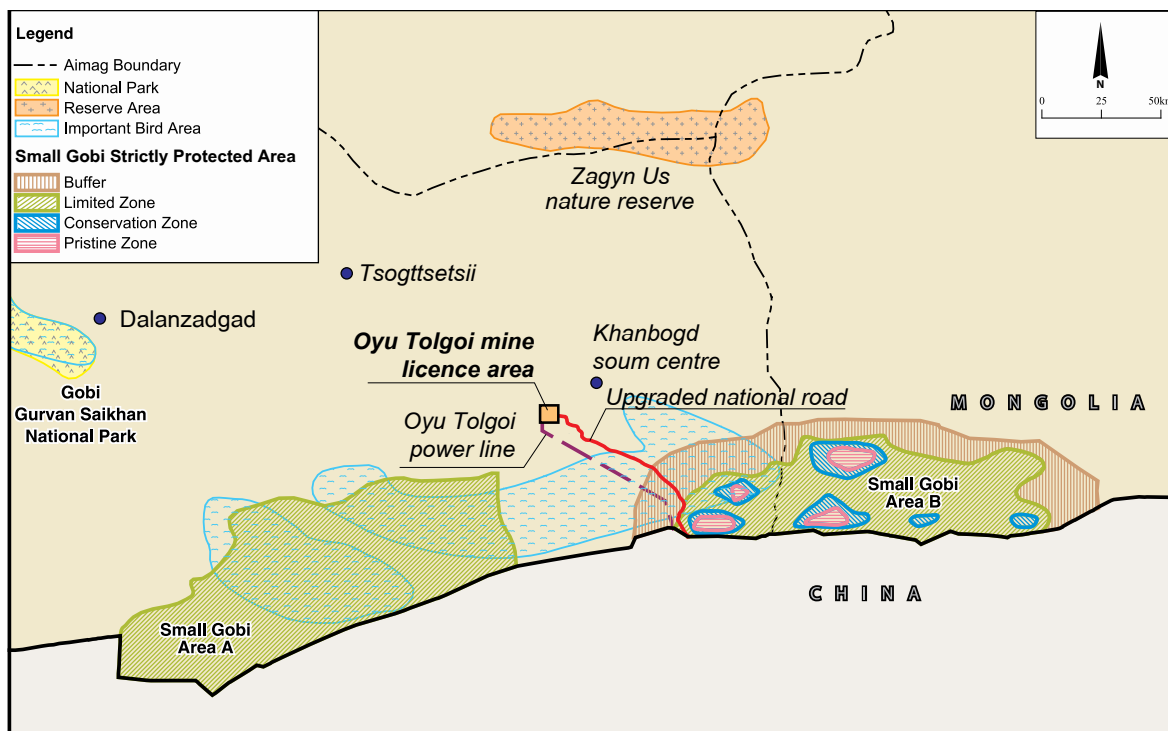 Legend
Aimag Boundary
National Park
Reserve Area
Important Bird Area
Small Gobi Strictly Protected Area
Buffer
Limited Zone
Conservation Zone
Pristine Zone
N
0 25 50km
Zagyn Us
nature reserve
Tsogttsetsii
Dalanzadgad
Gobi
Gurvan Saikhan
National Park
Oyu Tolgoi mine
licence area
Khanbogd
soum centre
Upgraded national road
Oyu Tolgoi
power line
MONGOLIA
Small Gobi
Area B
CHINA
Small Gobi
Area A